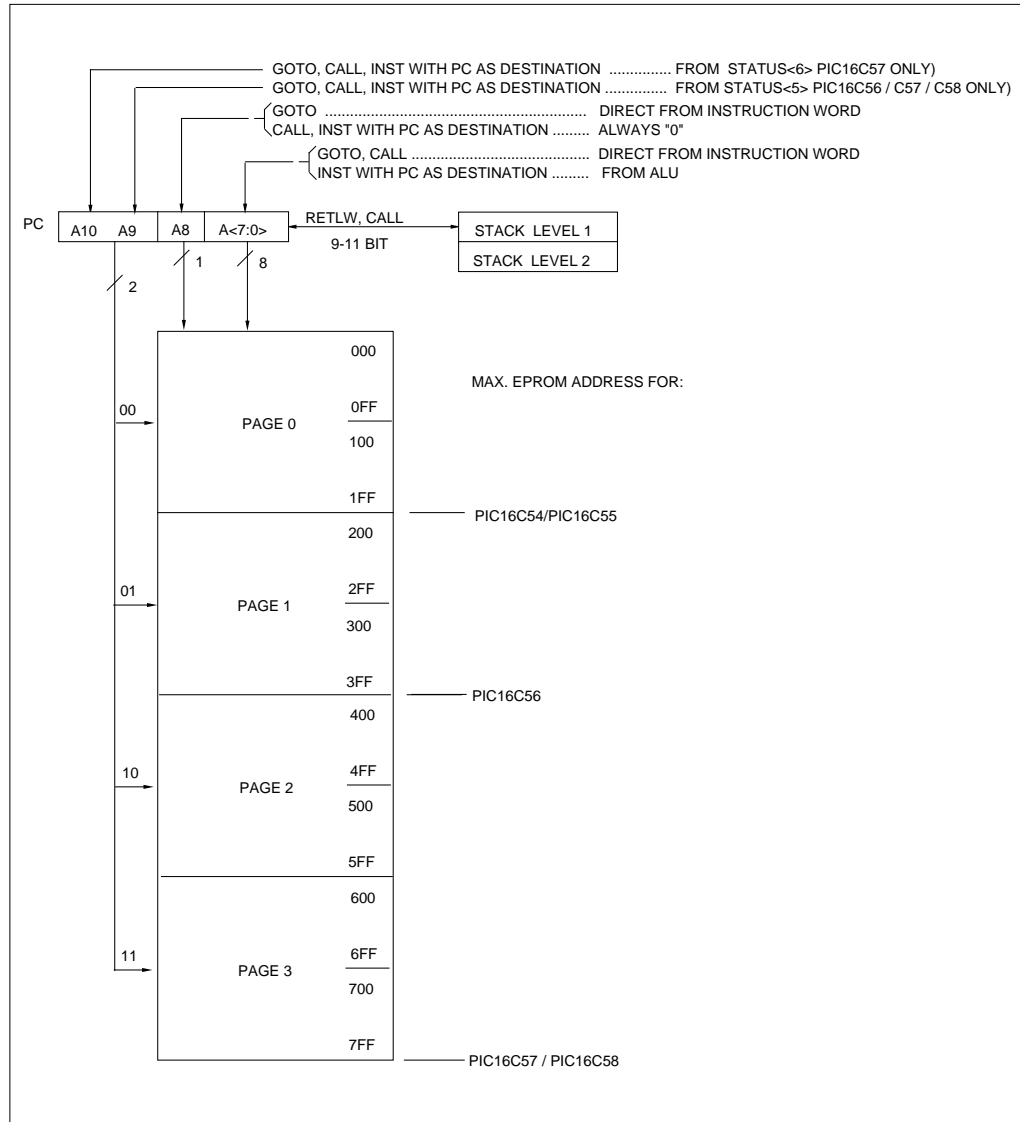 GOTO, CALL, INST WITH PC AS DESTINATION ............... FROM  STATUS<6> PIC16C57 ONLY)
GOTO, CALL, INST WITH PC AS DESTINATION ............... FROM STATUS<5> PIC16C56 / C57 / C58 ONLY)
GOTO ............................................................... DIRECT FROM INSTRUCTION WORD
CALL, INST WITH PC AS DESTINATION ......... ALWAYS "0"
GOTO, CALL ........................................... DIRECT FROM INSTRUCTION WORD
INST WITH PC AS DESTINATION ......... FROM ALU
PC A10 A9 A8 A<7:0> RETLW, CALL STACK LEVEL 1
9-11 BIT
STACK LEVEL 2
1 8
2
000
MAX. EPROM ADDRESS FOR:
00 PAGE 0 0FF
100
1FF
PIC16C54/PIC16C55
200
01 PAGE 1 2FF
300
3FF
PIC16C56
400
10 PAGE 2 4FF
500
5FF
600
11 PAGE 3 6FF
700
7FF
PIC16C57 / PIC16C58